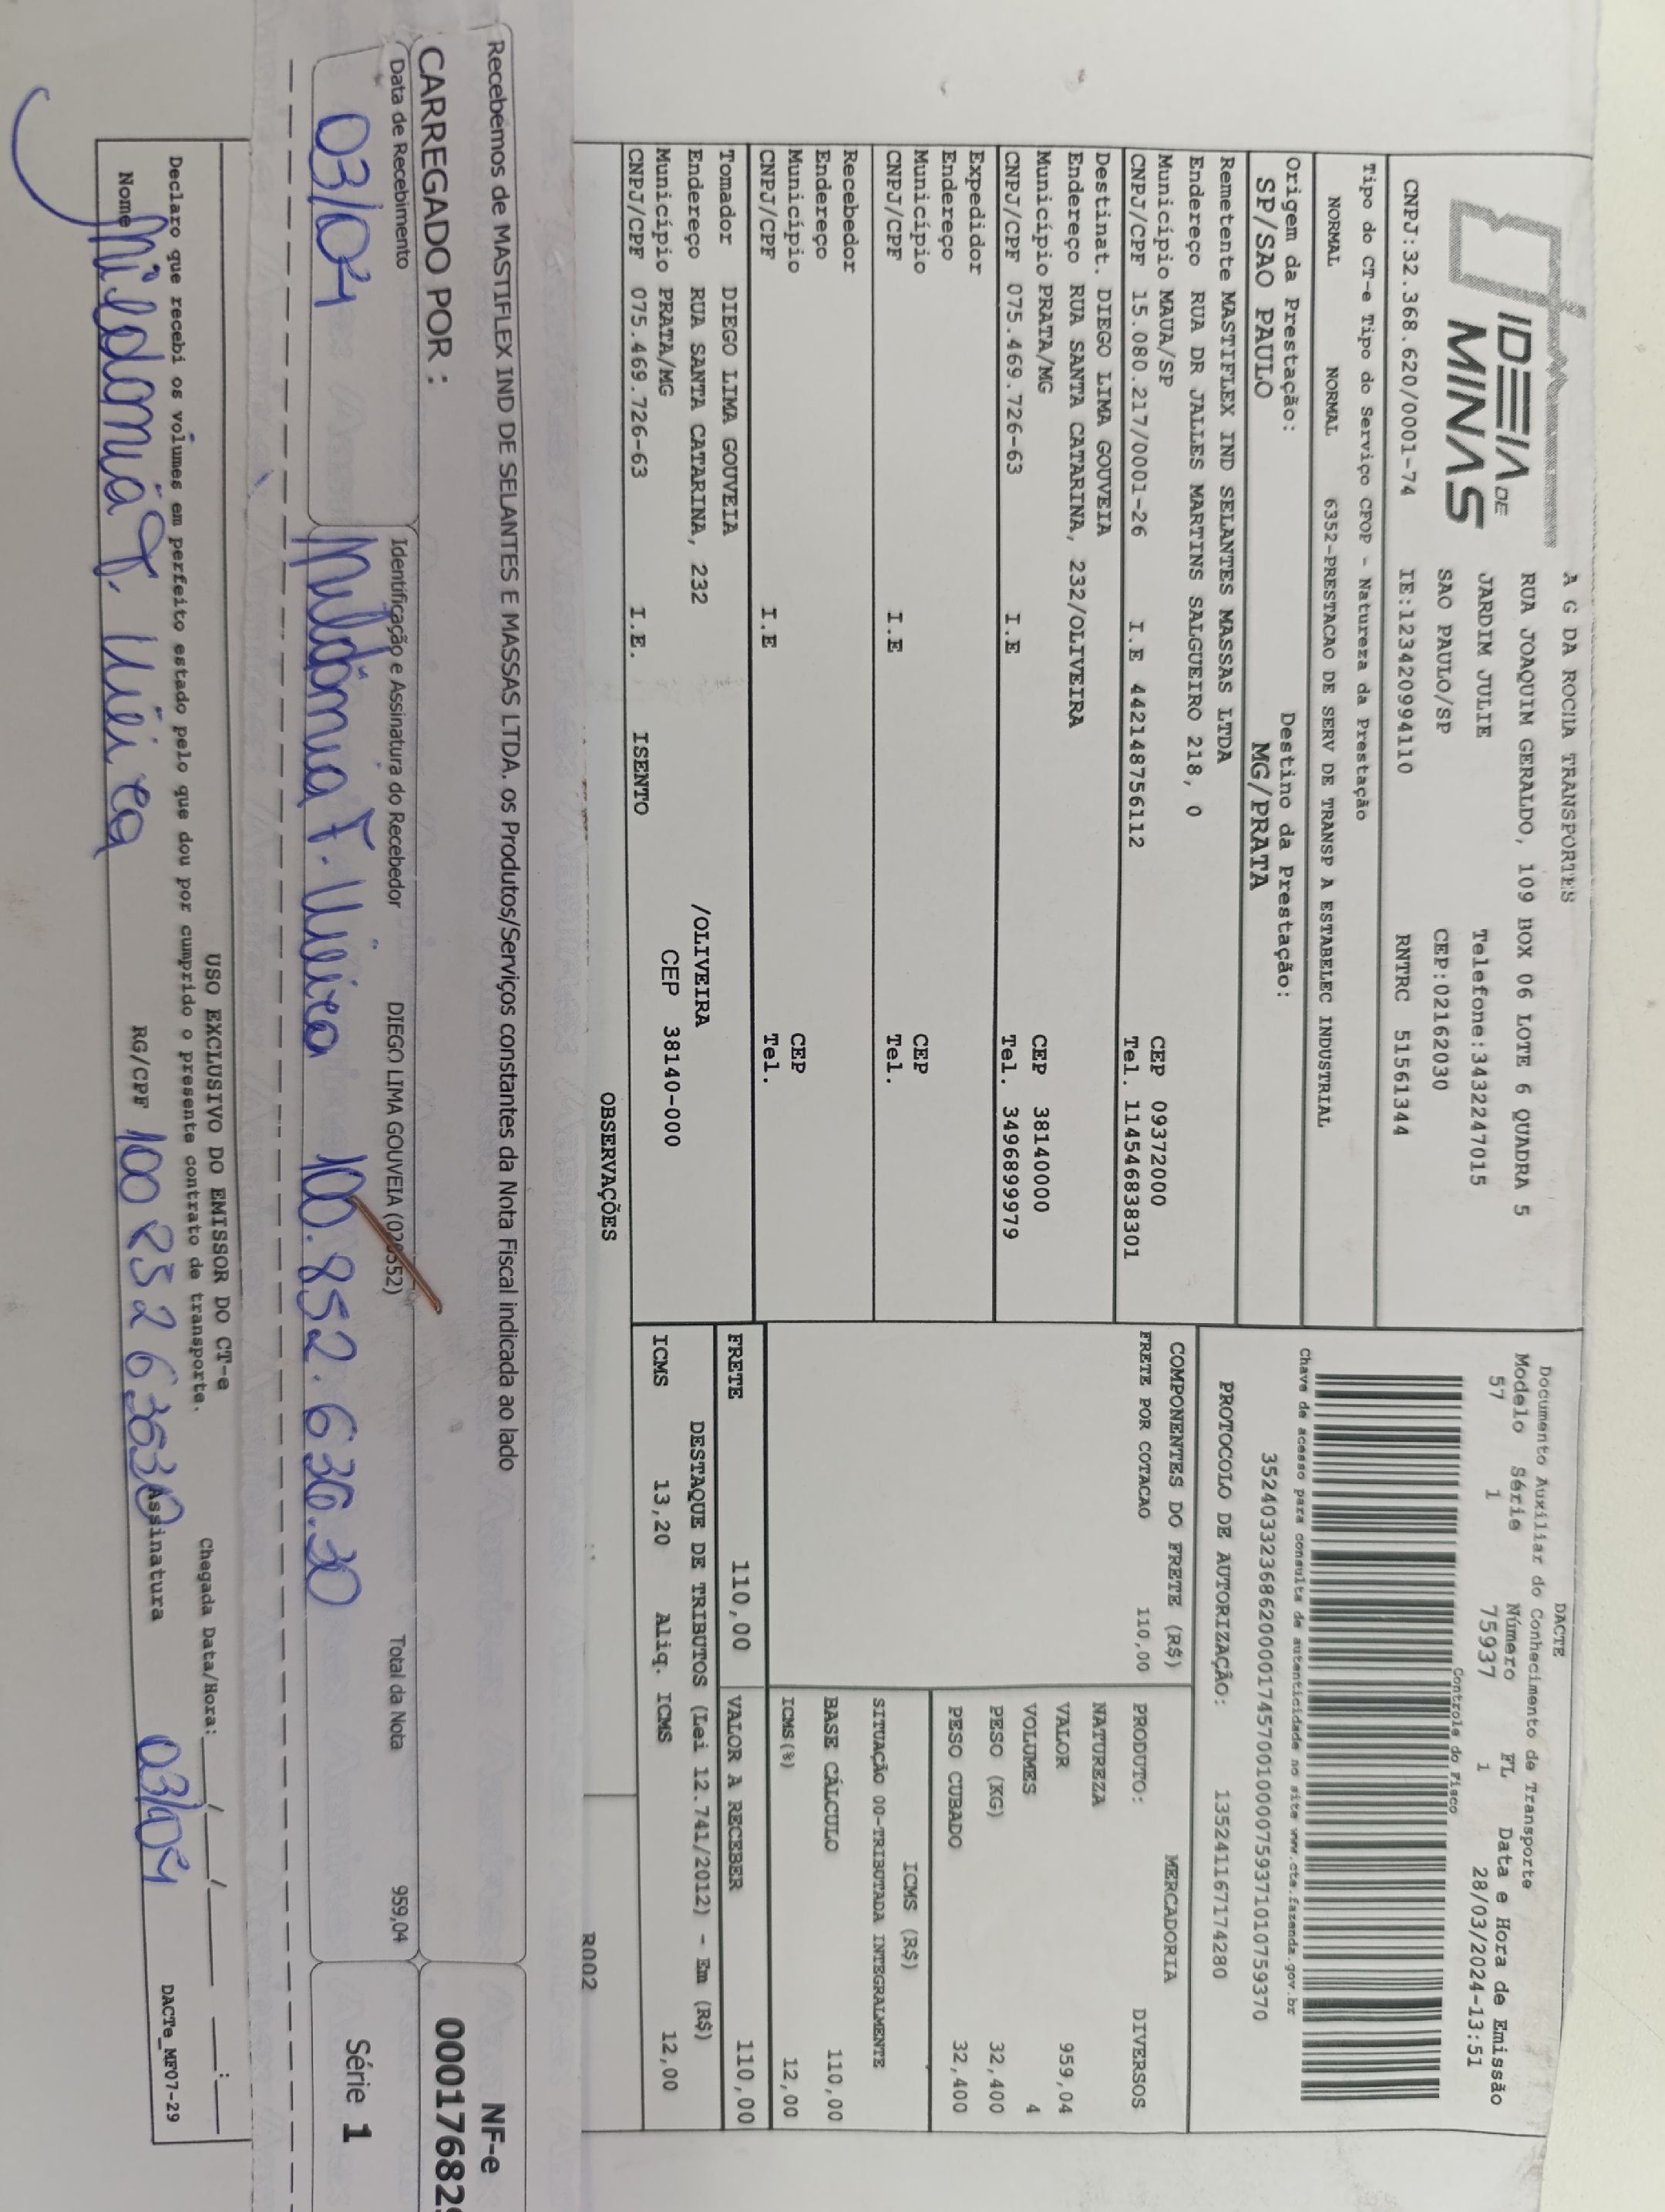 IDEIA DE MINAS
A G DA ROCHA TRANSPORTES
RUA JOAQUIM GERALDO, 109 BOX 06 LOTE 6 QUADRA 5
JARDIM JULIE Telefone:3432247015
SAO PAULO/SP CEP:02162030
CNPJ:32.368.620/0001-74 IE:123420994110 RNTRC 51561344
Tipo do CT-e Tipo do Serviço CFOP - Natureza da Prestação
NORMAL NORMAL 6352-PRESTACAO DE SERV DE TRANSP A ESTABELEC INDUSTRIAL
Origem da Prestação: Destino da Prestação:
SP/SAO PAULO MG/PRATA
Remetente MASTIFLEX IND SELANTES MASSAS LTDA
Endereço RUA DR JALLES MARTINS SALGUEIRO 218, 0
Município MAUA/SP CEP 09372000
CNPJ/CPF 15.080.217/0001-26 I.E 442148756112 Tel. 1145468383​01
Destinat. DIEGO LIMA GOUVEIA
Endereço RUA SANTA CATARINA, 232/OLIVEIRA
Município PRATA/MG CEP 38140000
CNPJ/CPF 075.469.726-63 I.E Tel. 34968999​79
Expedidor
Endereço
Município CEP
CNPJ/CPF I.E Tel.
Recebedor
Endereço
Município CEP
CNPJ/CPF I.E Tel.
Tomador DIEGO LIMA GOUVEIA
Endereço RUA SANTA CATARINA, 232 /OLIVEIRA
Município PRATA/MG CEP 38140-000
CNPJ/CPF 075.469.726-63 I.E. ISENTO
OBSERVAÇÕES
DACTE
Documento Auxiliar do Conhecimento de Transporte
Modelo Série Número FL Data e Hora de Emissão
57 1 75937 1 28/03/2024-13:51
Controle do Fisco
Chave de acesso para consulta de autenticidade no site www.cte.fazenda.gov.br
35240332368620000174570010000759371010759370
PROTOCOLO DE AUTORIZAÇÃO: 135241167174280
COMPONENTES DO FRETE (R$)
FRETE POR COTACAO 110,00
MERCADORIA
PRODUTO: DIVERSOS
NATUREZA
VALOR 959,04
VOLUMES 4
PESO (KG) 32,400
PESO CUBADO 32,400
ICMS (R$)
SITUAÇÃO 00-TRIBUTADA INTEGRALMENTE
BASE CÁLCULO 110,00
ICMS(%) 12,00
FRETE 110,00 VALOR A RECEBER 110,00
DESTAQUE DE TRIBUTOS (Lei 12.741/2012) - Em (R$)
ICMS 13,20 Aliq. ICMS 12,00
R002
Recebemos de MASTIFLEX IND DE SELANTES E MASSAS LTDA. os Produtos/Serviços constantes da Nota Fiscal indicada ao lado
CARREGADO POR :
NF-e
Série 1
Data de Recebimento Identificação e Assinatura do Recebedor DIEGO LIMA GOUVEIA Total da Nota 959,04
03/04 100.852.636.30
USO EXCLUSIVO DO EMISSOR DO CT-e
Declaro que recebi os volumes em perfeito estado pelo que dou por cumprido o presente contrato de transporte.
Chegada Data/Hora: / / :
Nome RG/CPF Assinatura 03/04
DACTe_MF07-29